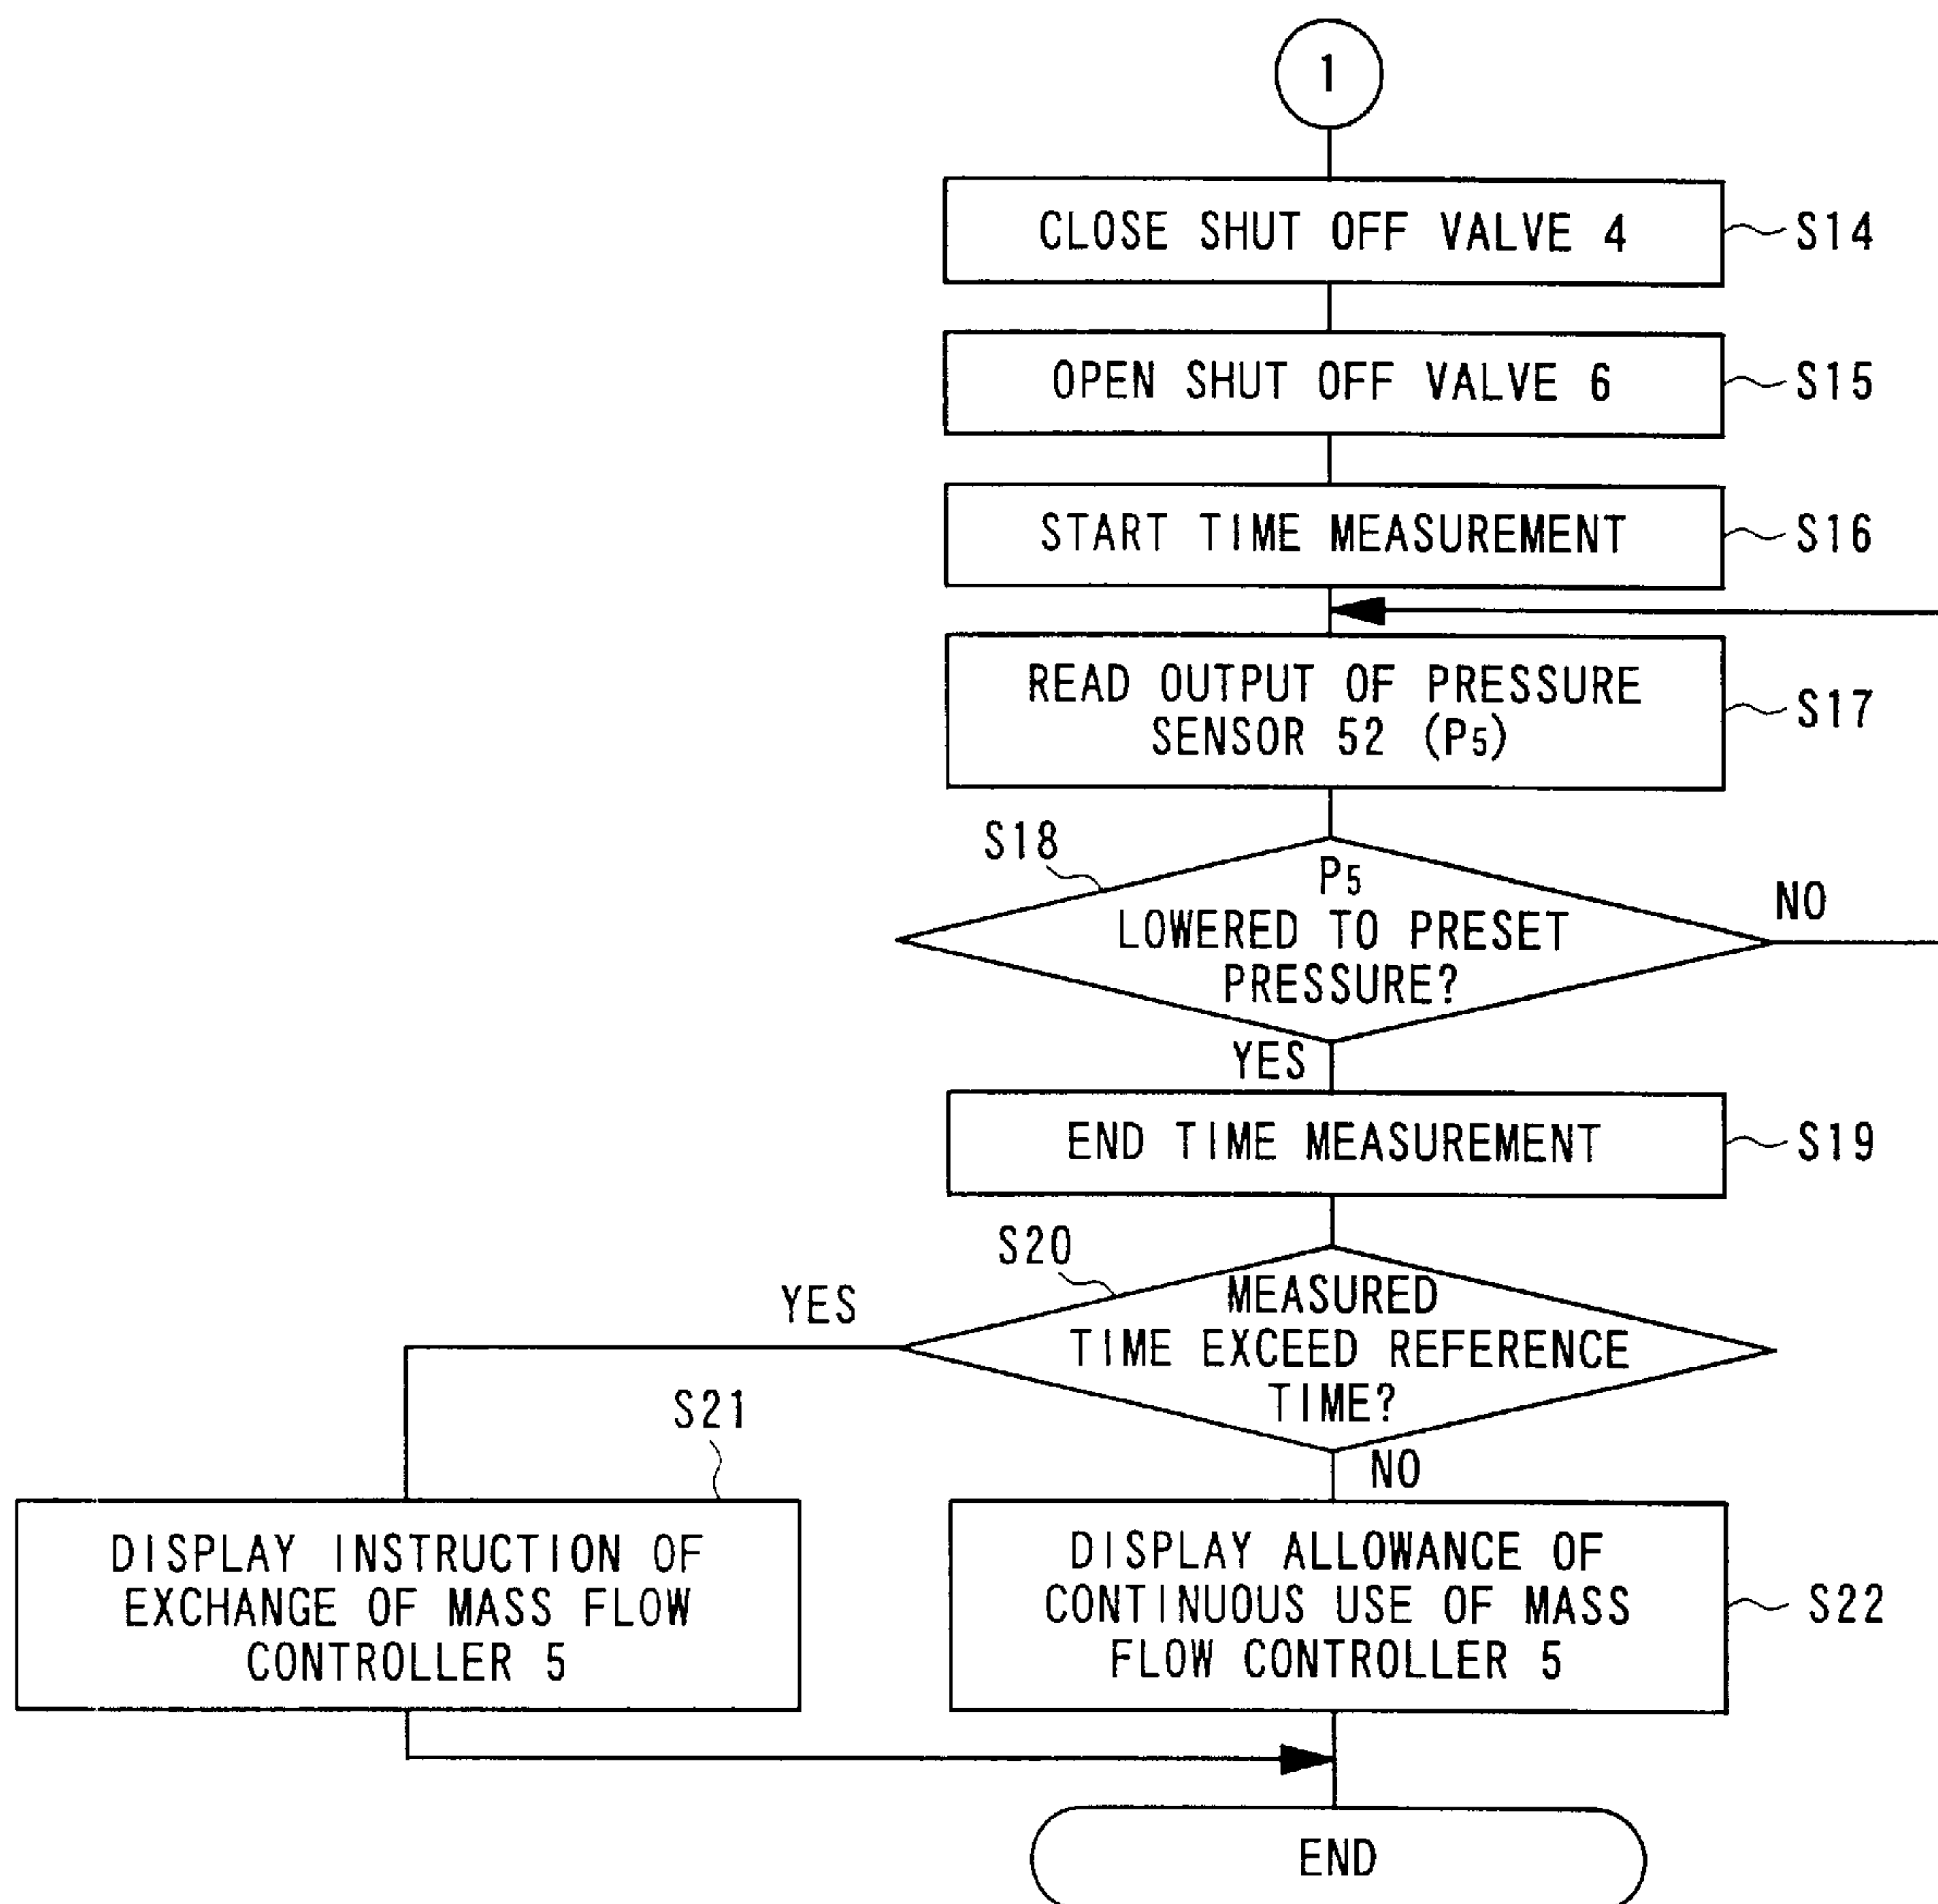 1
CLOSE SHUT OFF VALVE 4
S14
OPEN SHUT OFF VALVE 6
S15
START TIME MEASUREMENT
S16
READ OUTPUT OF PRESSURE
SENSOR 52 (P5)
S17
S18
P5
LOWERED TO PRESET
PRESSURE?
NO
YES
END TIME MEASUREMENT
S19
S20
MEASURED
TIME EXCEED REFERENCE
TIME?
YES
NO
S21
DISPLAY INSTRUCTION OF
EXCHANGE OF MASS FLOW
CONTROLLER 5
DISPLAY ALLOWANCE OF
CONTINUOUS USE OF MASS
FLOW CONTROLLER 5
S22
END